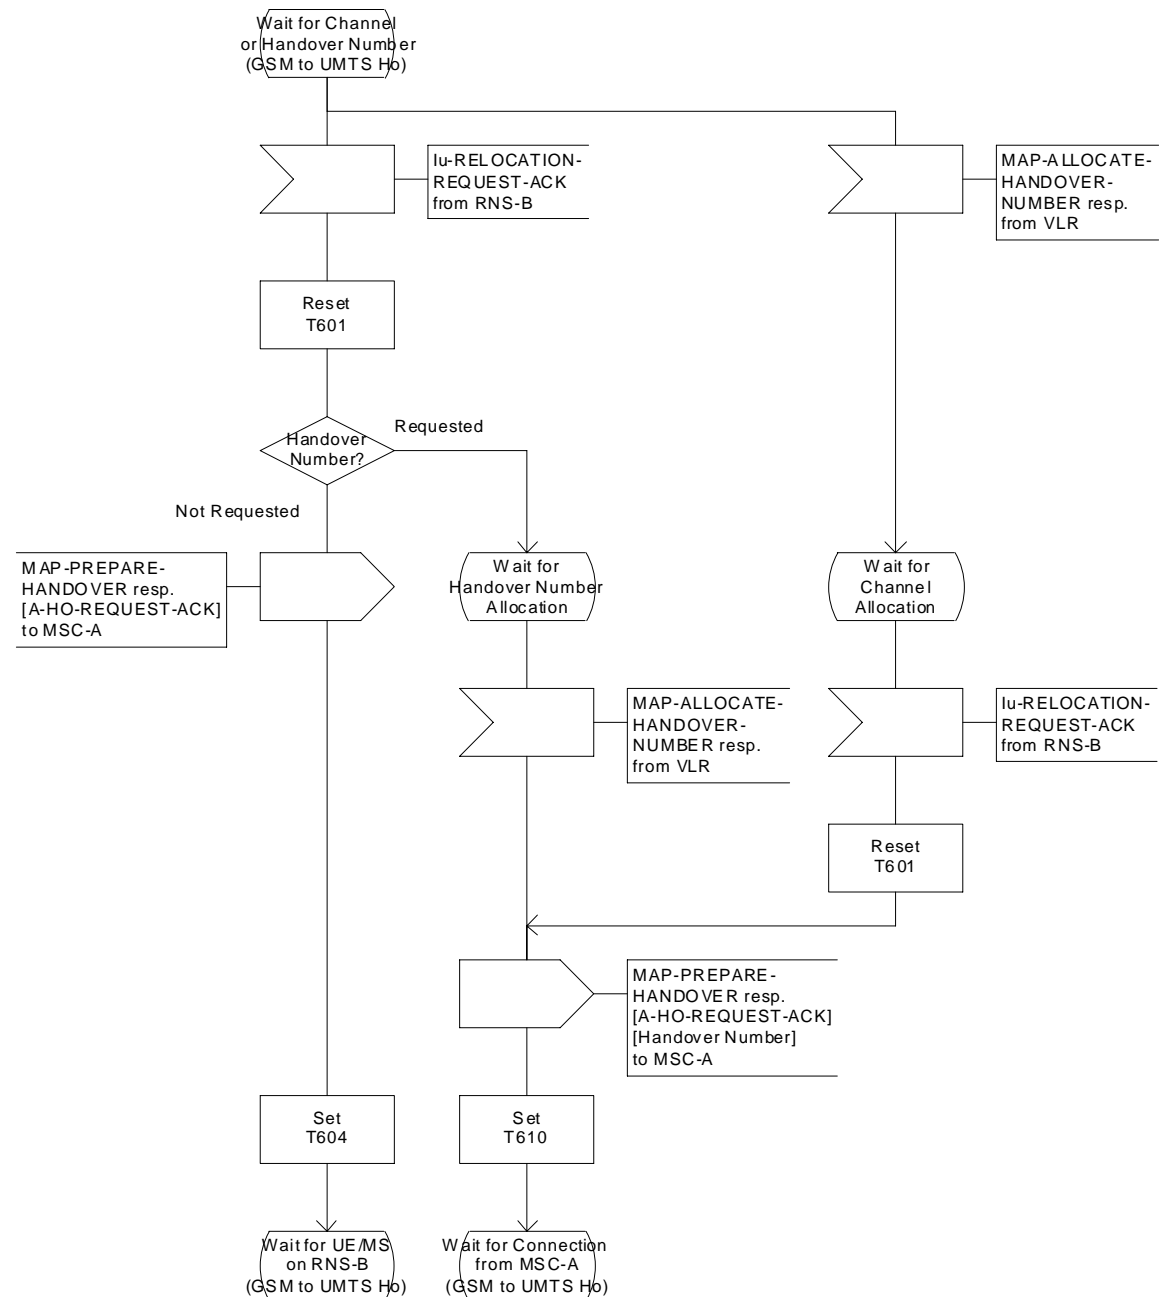 Wait for Channel
or Handover Number
(GSM to UMTS Ho)
Iu-RELOCATION-
REQUEST-ACK
from RNS-B
MAP-ALLOCATE-
HANDOVER-
NUMBER resp.
from VLR
Reset
T601
Handover
Number?
Requested
Not Requested
MAP-PREPARE-
HANDOVER resp.
[A-HO-REQUEST-ACK]
to MSC-A
Wait for
Handover Number
Allocation
Wait for
Channel
Allocation
MAP-ALLOCATE-
HANDOVER-
NUMBER resp.
from VLR
Iu-RELOCATION-
REQUEST-ACK
from RNS-B
Reset
T601
MAP-PREPARE-
HANDOVER resp.
[A-HO-REQUEST-ACK]
[Handover Number]
to MSC-A
Set
T604
Set
T610
Wait for UE/MS
on RNS-B
(GSM to UMTS Ho)
Wait for Connection
from MSC-A
(GSM to UMTS Ho)